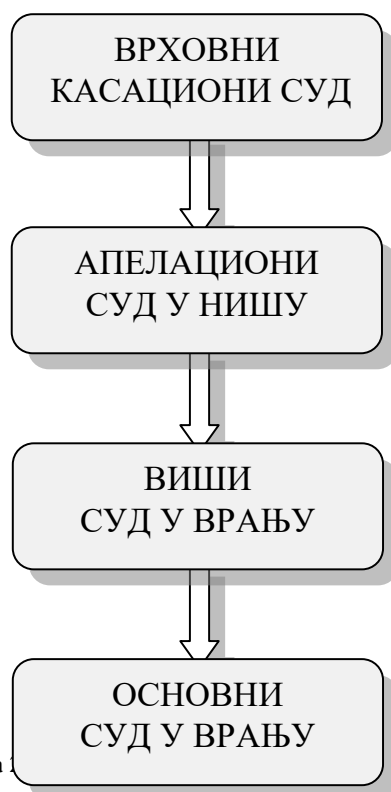 ВРХОВНИ
КАСАЦИОНИ СУД
АПЕЛАЦИОНИ
СУД У НИШУ
ВИШИ
СУД У ВРАЊУ
ОСНОВНИ
СУД У ВРАЊУ